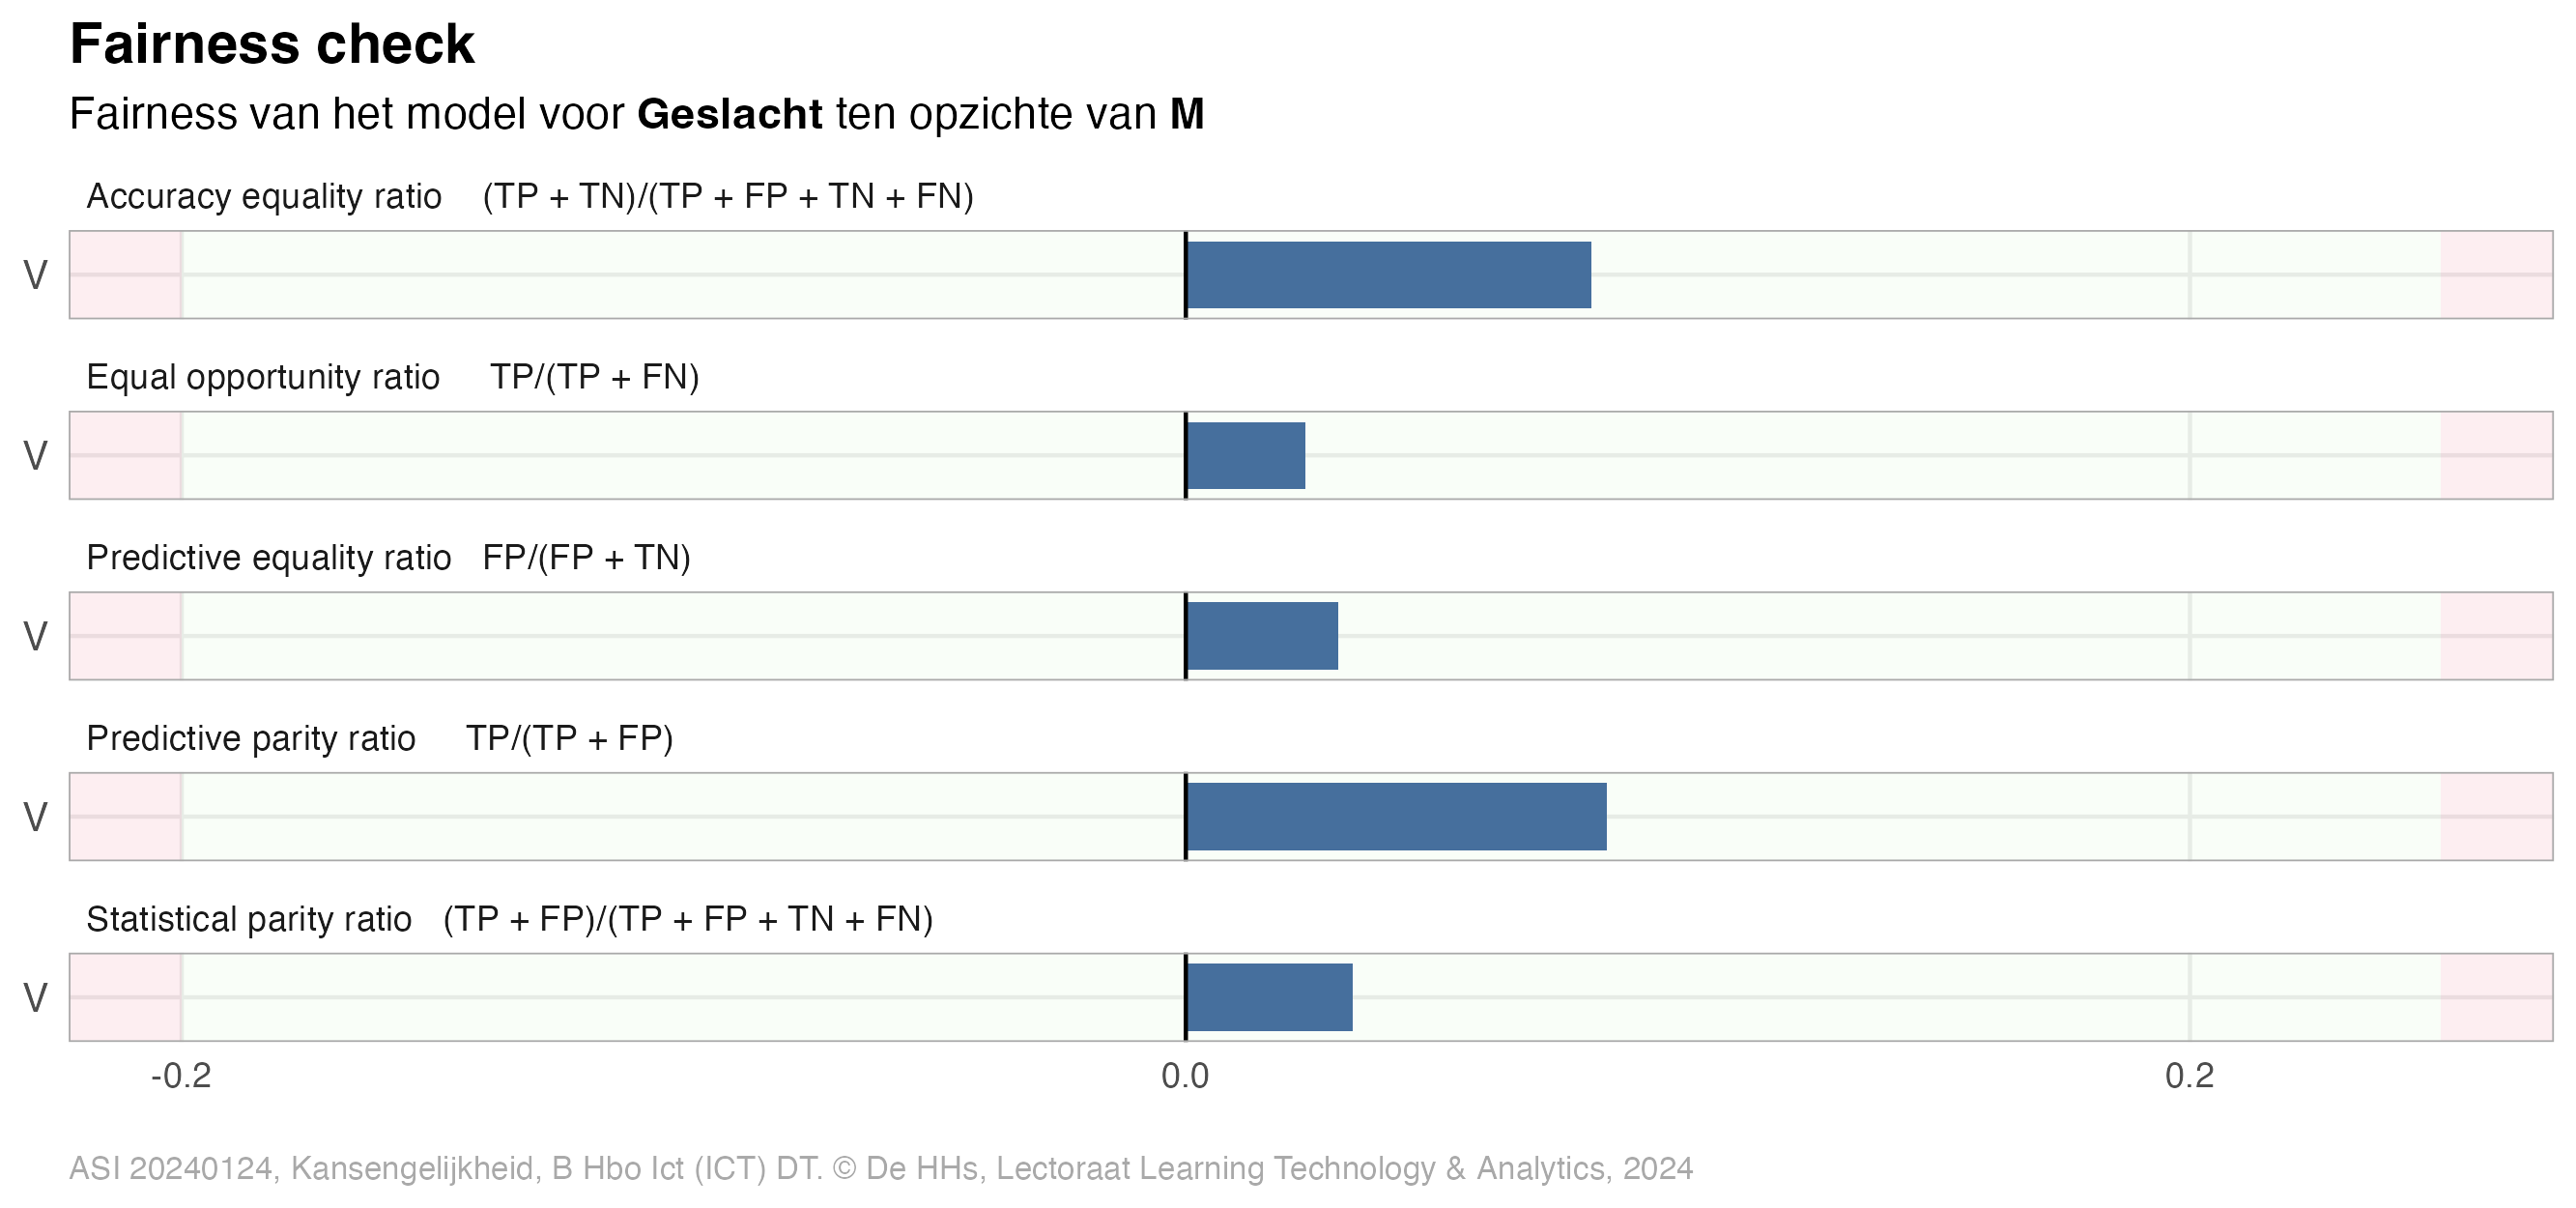 Fairness check
Fairness van het model voor Geslacht ten opzichte van M
Accuracy equality ratio (TP + TN)/(TP + FP + TN + FN)
V
Equal opportunity ratio TP/(TP + FN)
V
Predictive equality ratio FP/(FP + TN)
V
Predictive parity ratio TP/(TP + FP)
V
Statistical parity ratio (TP + FP)/(TP + FP + TN + FN)
V
-0.2 0.0 0.2
ASI 20240124, Kansengelijkheid, B Hbo Ict (ICT) DT. © De HHs, Lectoraat Learning Technology & Analytics, 2024